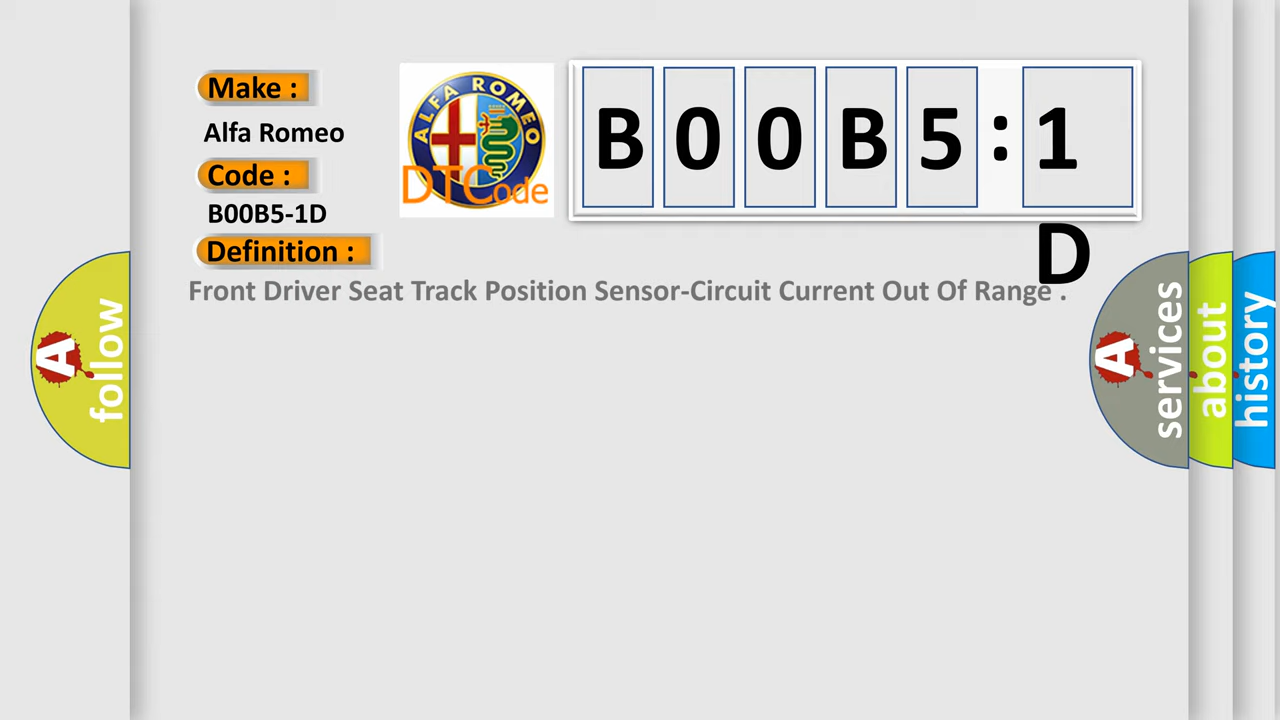 Make :
Alfa Romeo
Code :
B00B5-1D
Definition :
Front Driver Seat Track Position Sensor-Circuit Current Out Of Range .
ALFA ROMEO
DTCode
B 0 0 B 5 : 1
D
A follow
A services
about
history